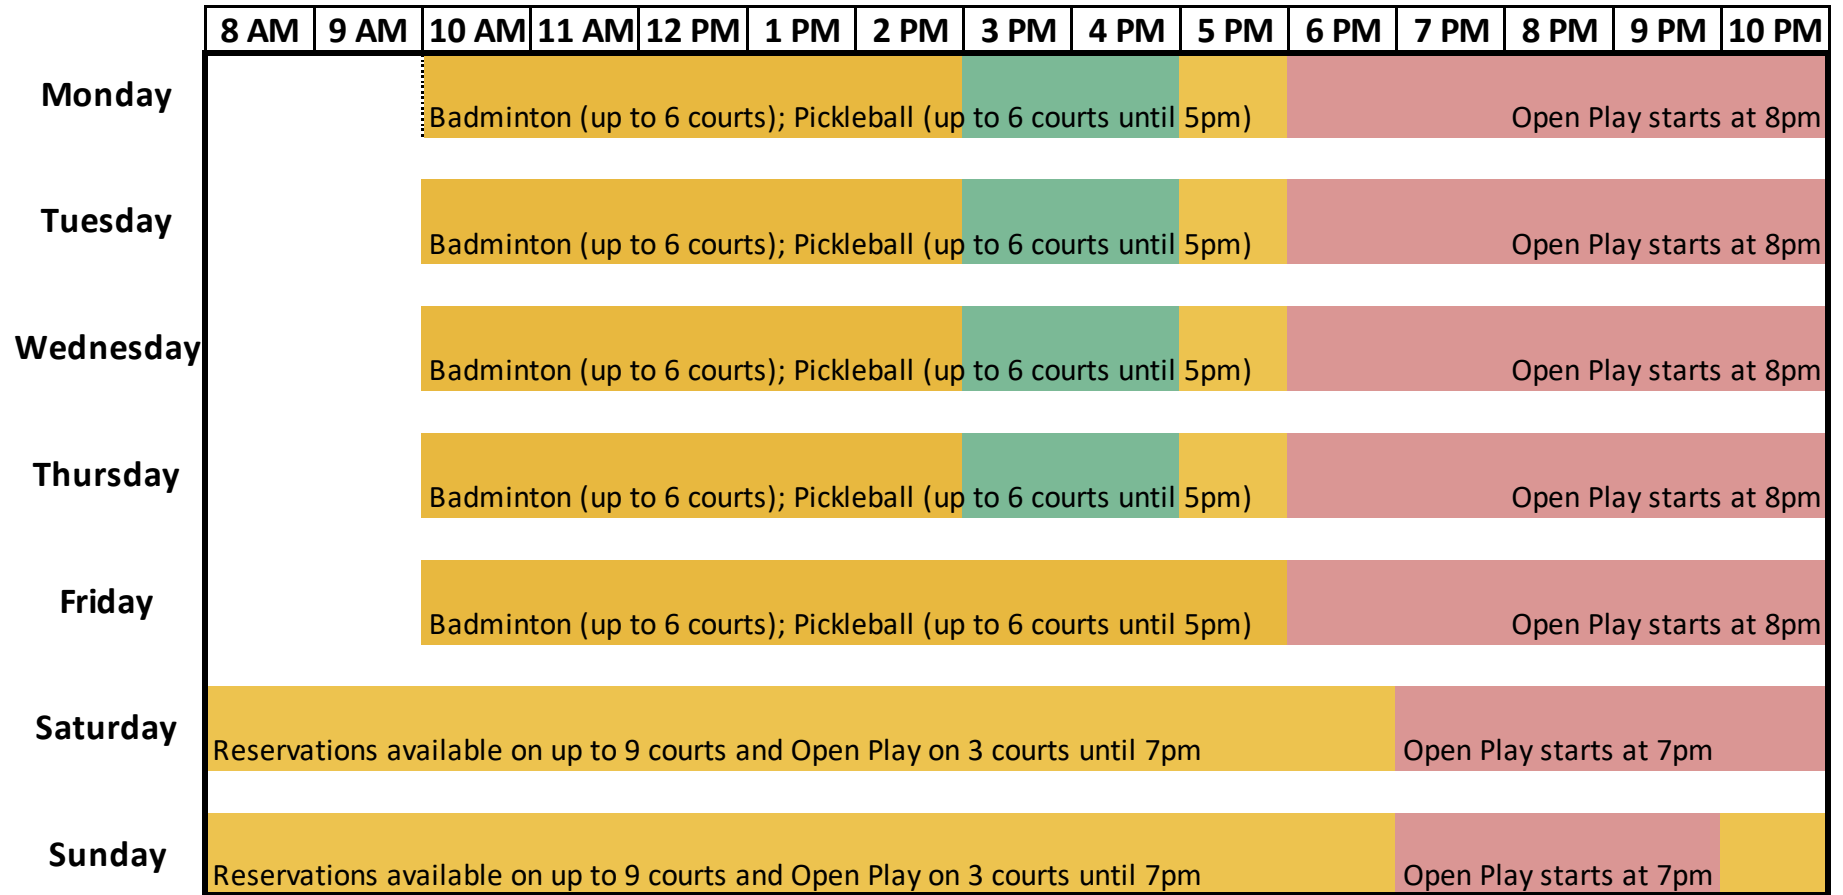 8 AM 9 AM 10 AM 11 AM 12 PM 1 PM 2 PM 3 PM 4 PM 5 PM 6 PM 7 PM 8 PM 9 PM 10 PM
Monday
Badminton (up to 6 courts); Pickleball (up to 6 courts until 5pm) Open Play starts at 8pm
Tuesday
Badminton (up to 6 courts); Pickleball (up to 6 courts until 5pm) Open Play starts at 8pm
Wednesday
Badminton (up to 6 courts); Pickleball (up to 6 courts until 5pm) Open Play starts at 8pm
Thursday
Badminton (up to 6 courts); Pickleball (up to 6 courts until 5pm) Open Play starts at 8pm
Friday
Badminton (up to 6 courts); Pickleball (up to 6 courts until 5pm) Open Play starts at 8pm
Saturday
Reservations available on up to 9 courts and Open Play on 3 courts until 7pm Open Play starts at 7pm
Sunday
Reservations available on up to 9 courts and Open Play on 3 courts until 7pm Open Play starts at 7pm